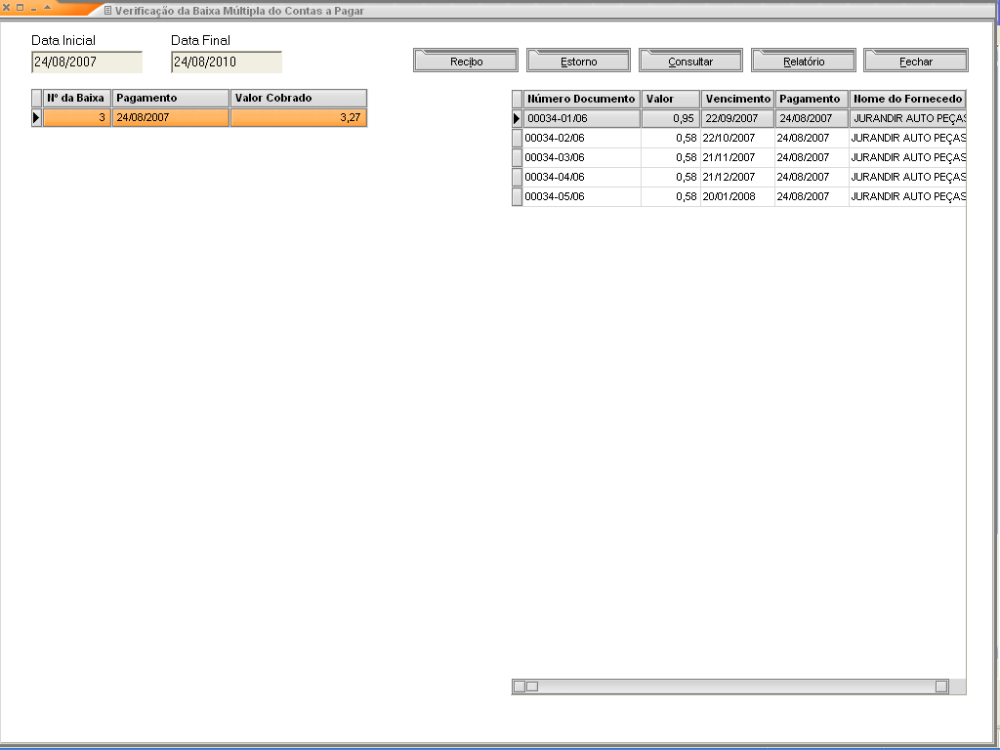 Verificação da Baixa Múltipla do Contas a Pagar
Data Inicial Data Final
24/08/2007 24/08/2010
Recibo Estorno Consultar Relatório Fechar
Nº da Baixa Pagamento Valor Cobrado
3 24/08/2007 3,27
Número Documento Valor Vencimento Pagamento Nome do Fornecedo
00034-01/06 0,95 22/09/2007 24/08/2007 JURANDIR AUTO PEÇAS
00034-02/06 0,58 22/10/2007 24/08/2007 JURANDIR AUTO PEÇAS
00034-03/06 0,58 21/11/2007 24/08/2007 JURANDIR AUTO PEÇAS
00034-04/06 0,58 21/12/2007 24/08/2007 JURANDIR AUTO PEÇAS
00034-05/06 0,58 20/01/2008 24/08/2007 JURANDIR AUTO PEÇAS